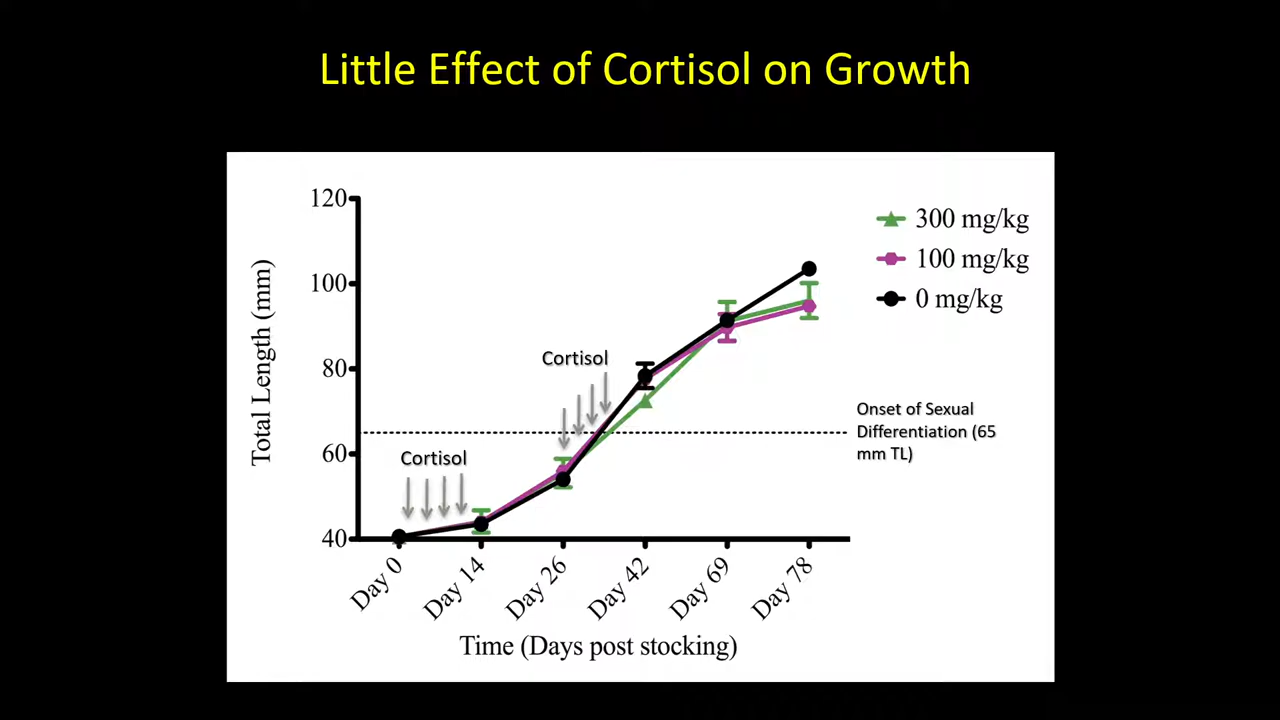 Little Effect of Cortisol on Growth
120
100
80
60
40
Total Length (mm)
300 mg/kg
100 mg/kg
0 mg/kg
Cortisol
Cortisol
Onset of Sexual
Differentiation (65
mm TL)
Day 0
Day 14
Day 26
Day 42
Day 69
Day 78
Time (Days post stocking)